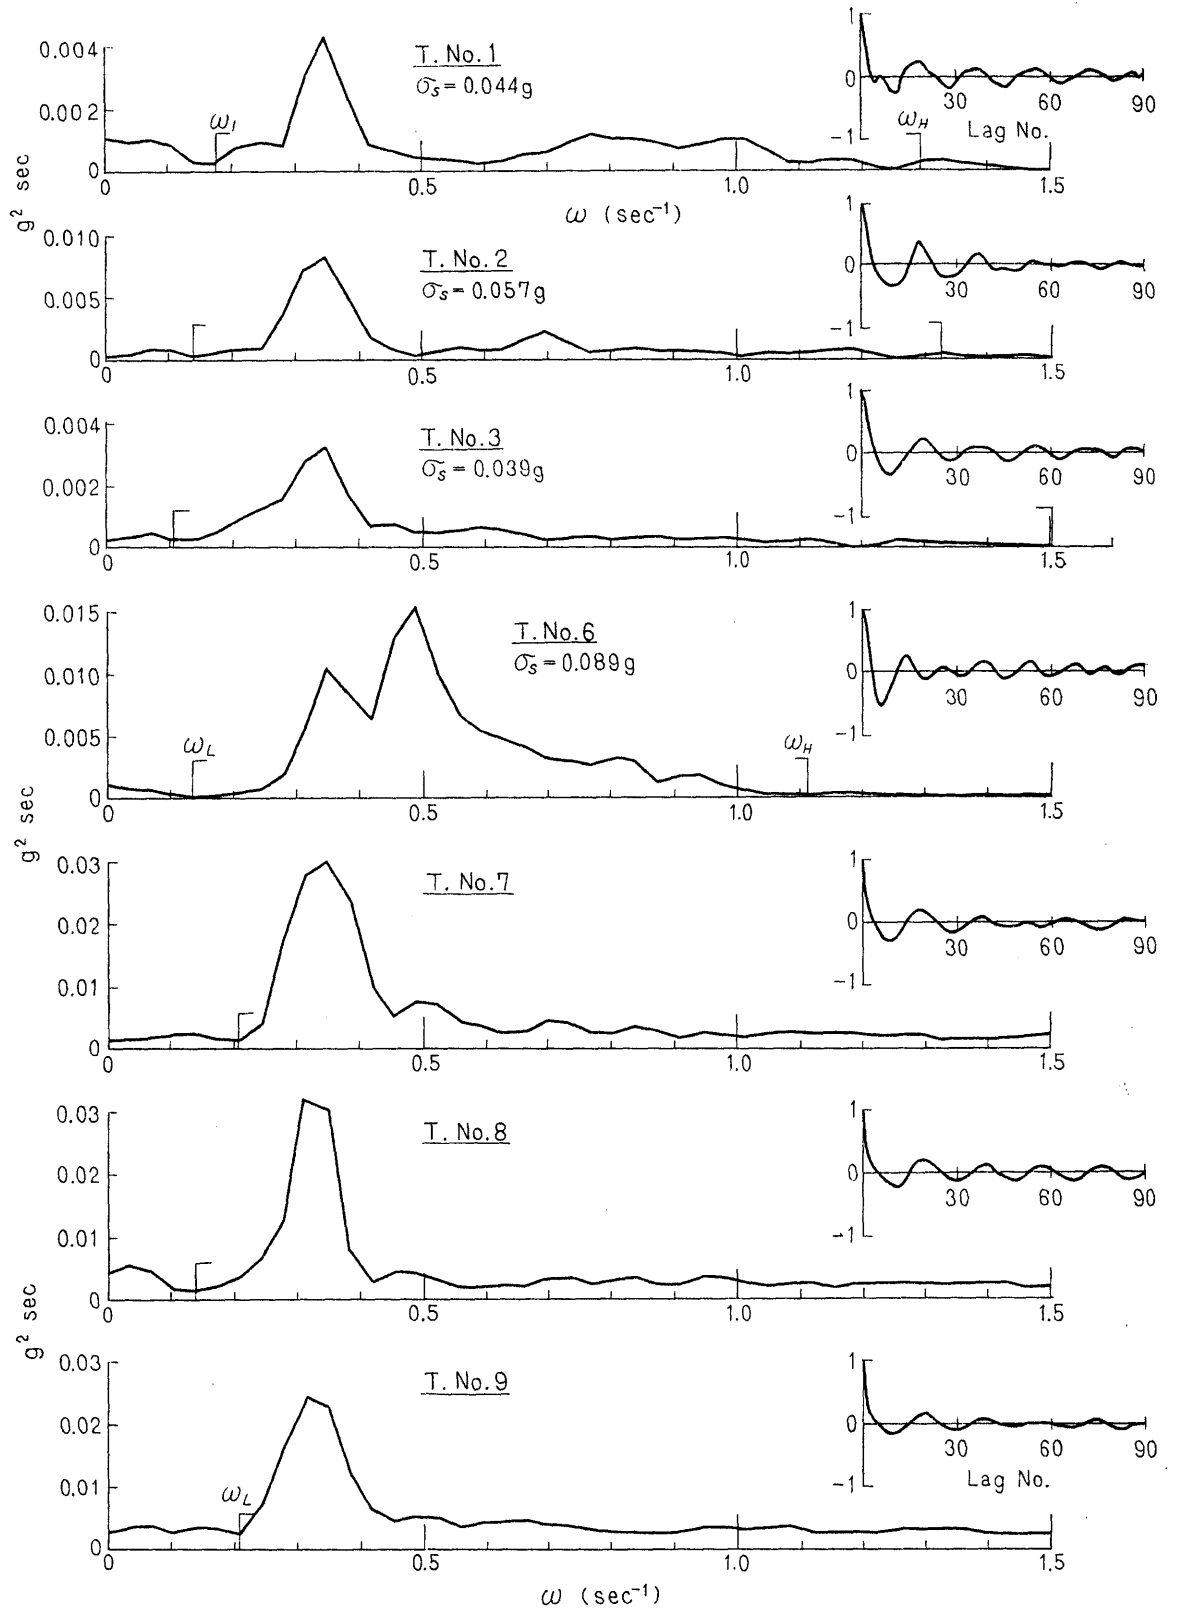 T. No.1
σs = 0.044g
0.004
0.002
0
0 0.5 1.0 1.5
ωl
ωH
ω (sec⁻¹)
g² sec
1
0
-1
30 60 90
Lag No.
T. No.2
σs = 0.057g
0.010
0.005
0
0 0.5 1.0 1.5
1
0
-1
30 60 90
T. No.3
σs = 0.039g
0.004
0.002
0
0 0.5 1.0 1.5
1
0
-1
30 60 90
T. No.6
σs = 0.089g
0.015
0.010
0.005
0
0 0.5 1.0 1.5
ωL
ωH
g² sec
1
0
-1
30 60 90
T. No.7
0.03
0.02
0.01
0
0 0.5 1.0 1.5
1
0
-1
30 60 90
T. No.8
0.03
0.02
0.01
0
0 0.5 1.0 1.5
g² sec
1
0
-1
30 60 90
T. No.9
0.03
0.02
0.01
0
0 0.5 1.0 1.5
ωL
ω (sec⁻¹)
1
0
-1
30 60 90
Lag No.